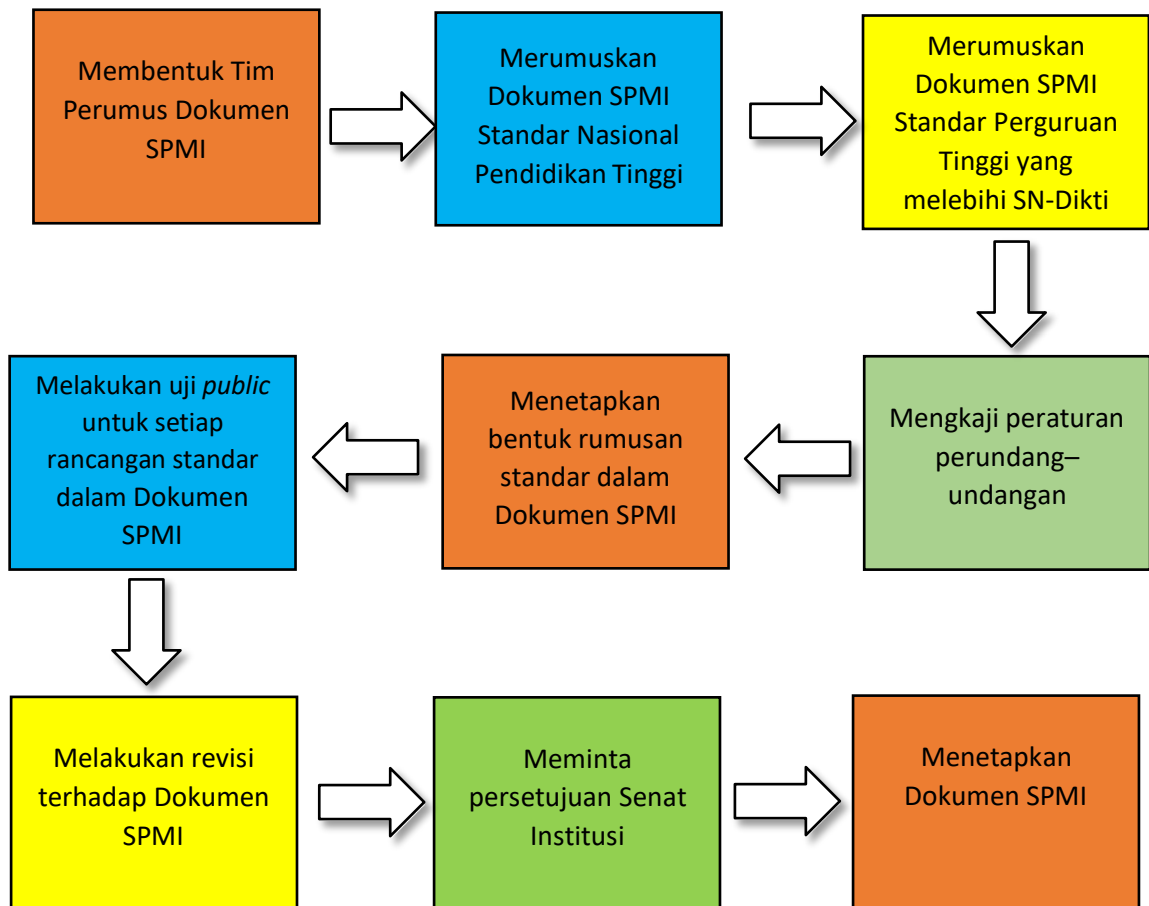 Membentuk Tim
Perumus Dokumen
SPMI
Merumuskan
Dokumen SPMI
Standar Nasional
Pendidikan Tinggi
Merumuskan
Dokumen SPMI
Standar Perguruan
Tinggi yang
melebihi SN-Dikti
Mengkaji peraturan
perundang–
undangan
Menetapkan
bentuk rumusan
standar dalam
Dokumen SPMI
Melakukan uji public
untuk setiap
rancangan standar
dalam Dokumen
SPMI
Melakukan revisi
terhadap Dokumen
SPMI
Meminta
persetujuan Senat
Institusi
Menetapkan
Dokumen SPMI